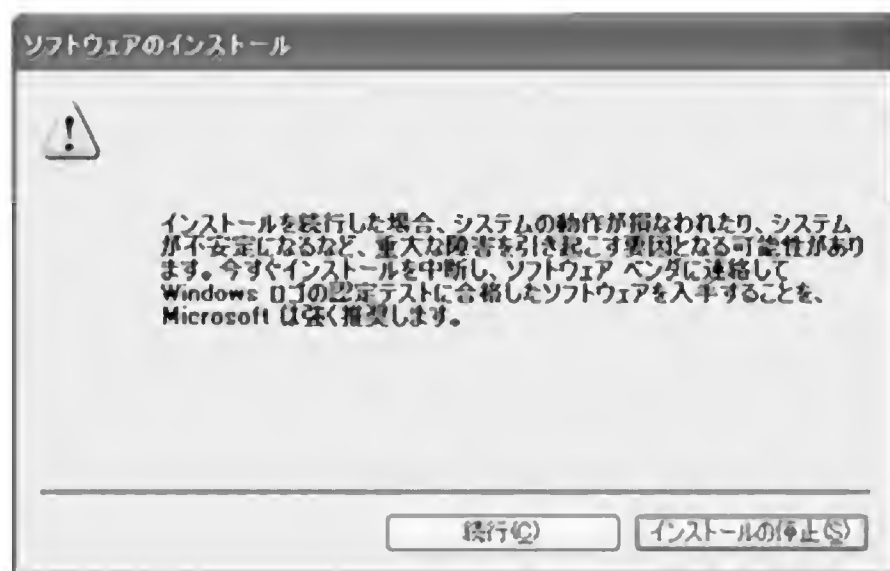 ソフトウェアのインストール
インストールを続行した場合、システムの動作が損なわれたり、システム
が不安定になるなど、重大な障害を引き起こす要因となる可能性があり
ます。今すぐインストールを中断し、ソフトウェア ベンダに連絡して
Windows ロゴの認定テストに合格したソフトウェアを入手することを、
Microsoft は強く推奨します。
続行(C)
インストールの停止(S)